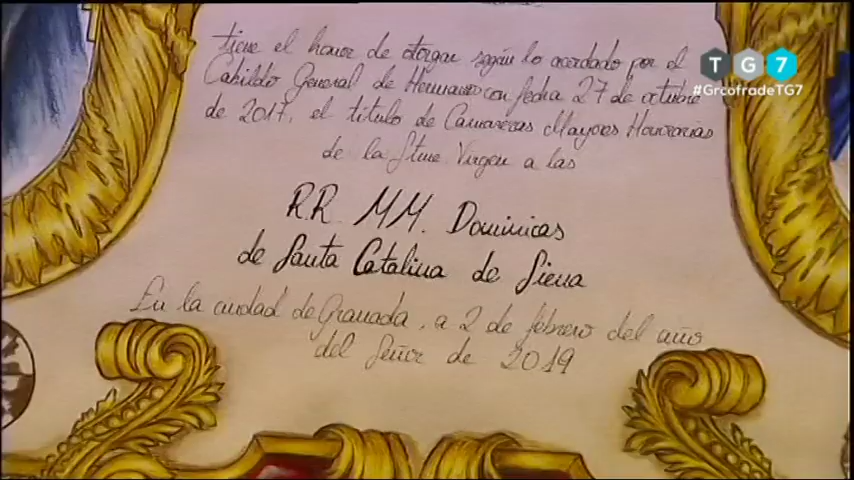 tiene el honor de otorgar según lo acordado por el
Cabildo General de Hermanos con fecha 27 de octubre
de 2017, el título de Camareras Mayores Honorarias
de la Stma Virgen a las
R.R. M.M. Dominicas
de Santa Catalina de Siena
En la ciudad de Granada, a 2 de febrero del año
del Señor de 2019
TG7
#GrcofradeTG7